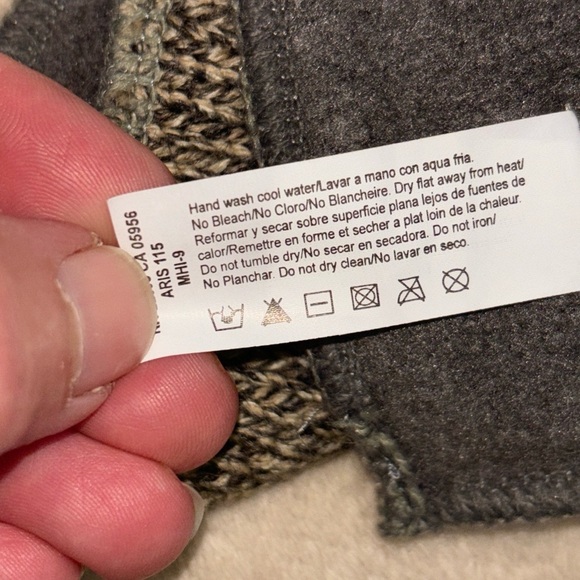 Hand wash cool water/Lavar a mano con aqua fria.
No Bleach/No Cloro/No Blancheire. Dry flat away from heat/
Reformar y secar sobre superficie plana lejos de fuentes de
calor/Remettre en forme et secher a plat loin de la chaleur.
Do not tumble dry/No secar en secadora. Do not iron/
No Planchar. Do not dry clean/No lavar en seco.
CA 05956
ARIS 115
MHI-9